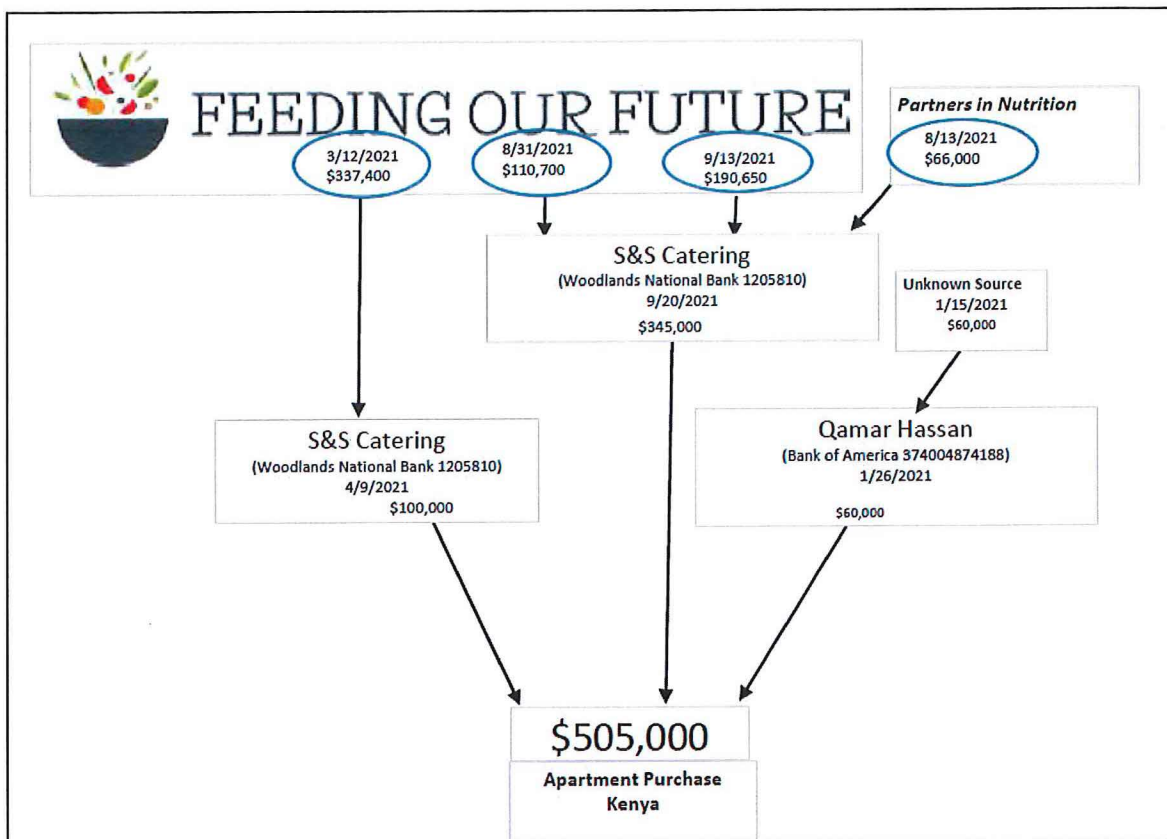 FEEDING OUR FUTURE
3/12/2021
$337,400
8/31/2021
$110,700
9/13/2021
$190,650
Partners in Nutrition
8/13/2021
$66,000
S&S Catering
(Woodlands National Bank 1205810)
9/20/2021
$345,000
Unknown Source
1/15/2021
$60,000
S&S Catering
(Woodlands National Bank 1205810)
4/9/2021
$100,000
Qamar Hassan
(Bank of America 374004874188)
1/26/2021
$60,000
$505,000
Apartment Purchase
Kenya